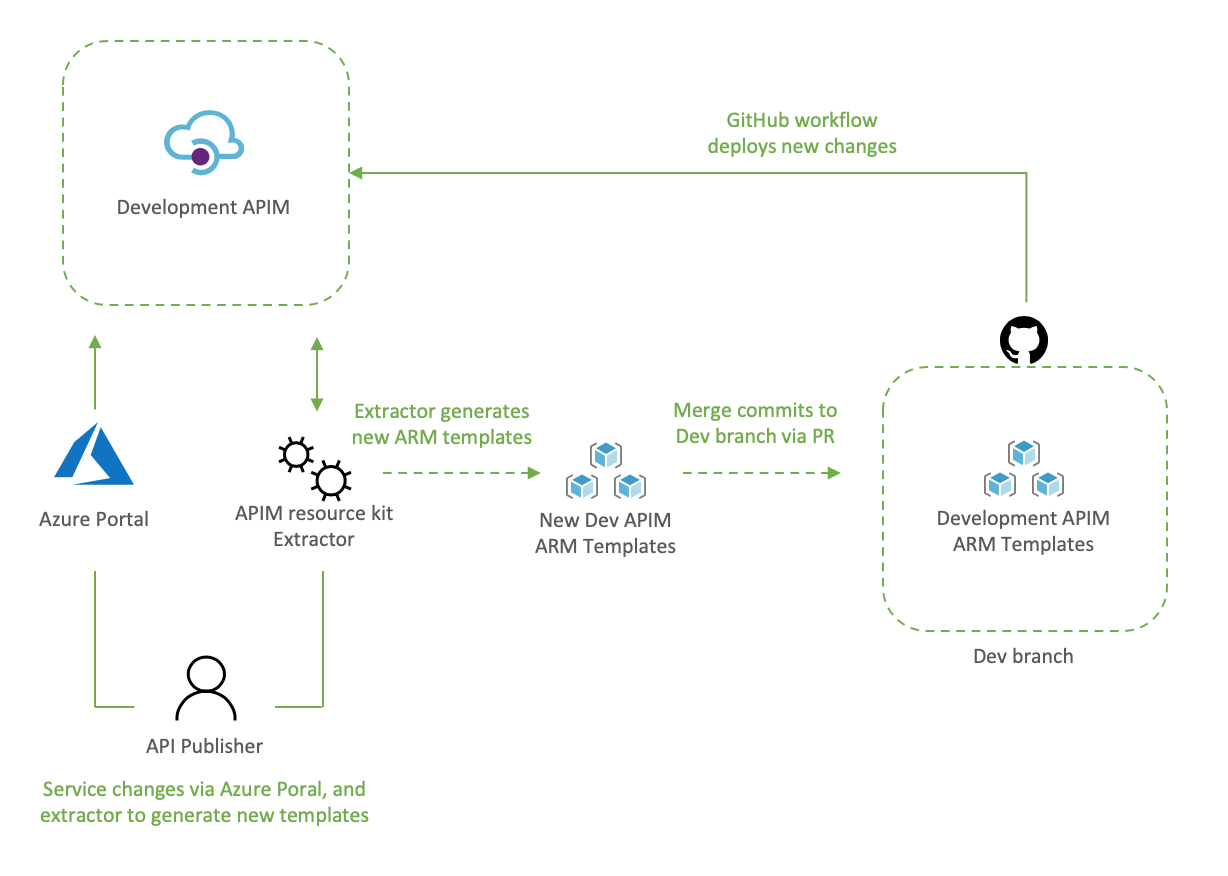 GitHub workflow
deploys new changes
Development APIM
Extractor generates
new ARM templates
Merge commits to
Dev branch via PR
Azure Portal
APIM resource kit
Extractor
New Dev APIM
ARM Templates
Development APIM
ARM Templates
Dev branch
API Publisher
Service changes via Azure Poral, and
extractor to generate new templates